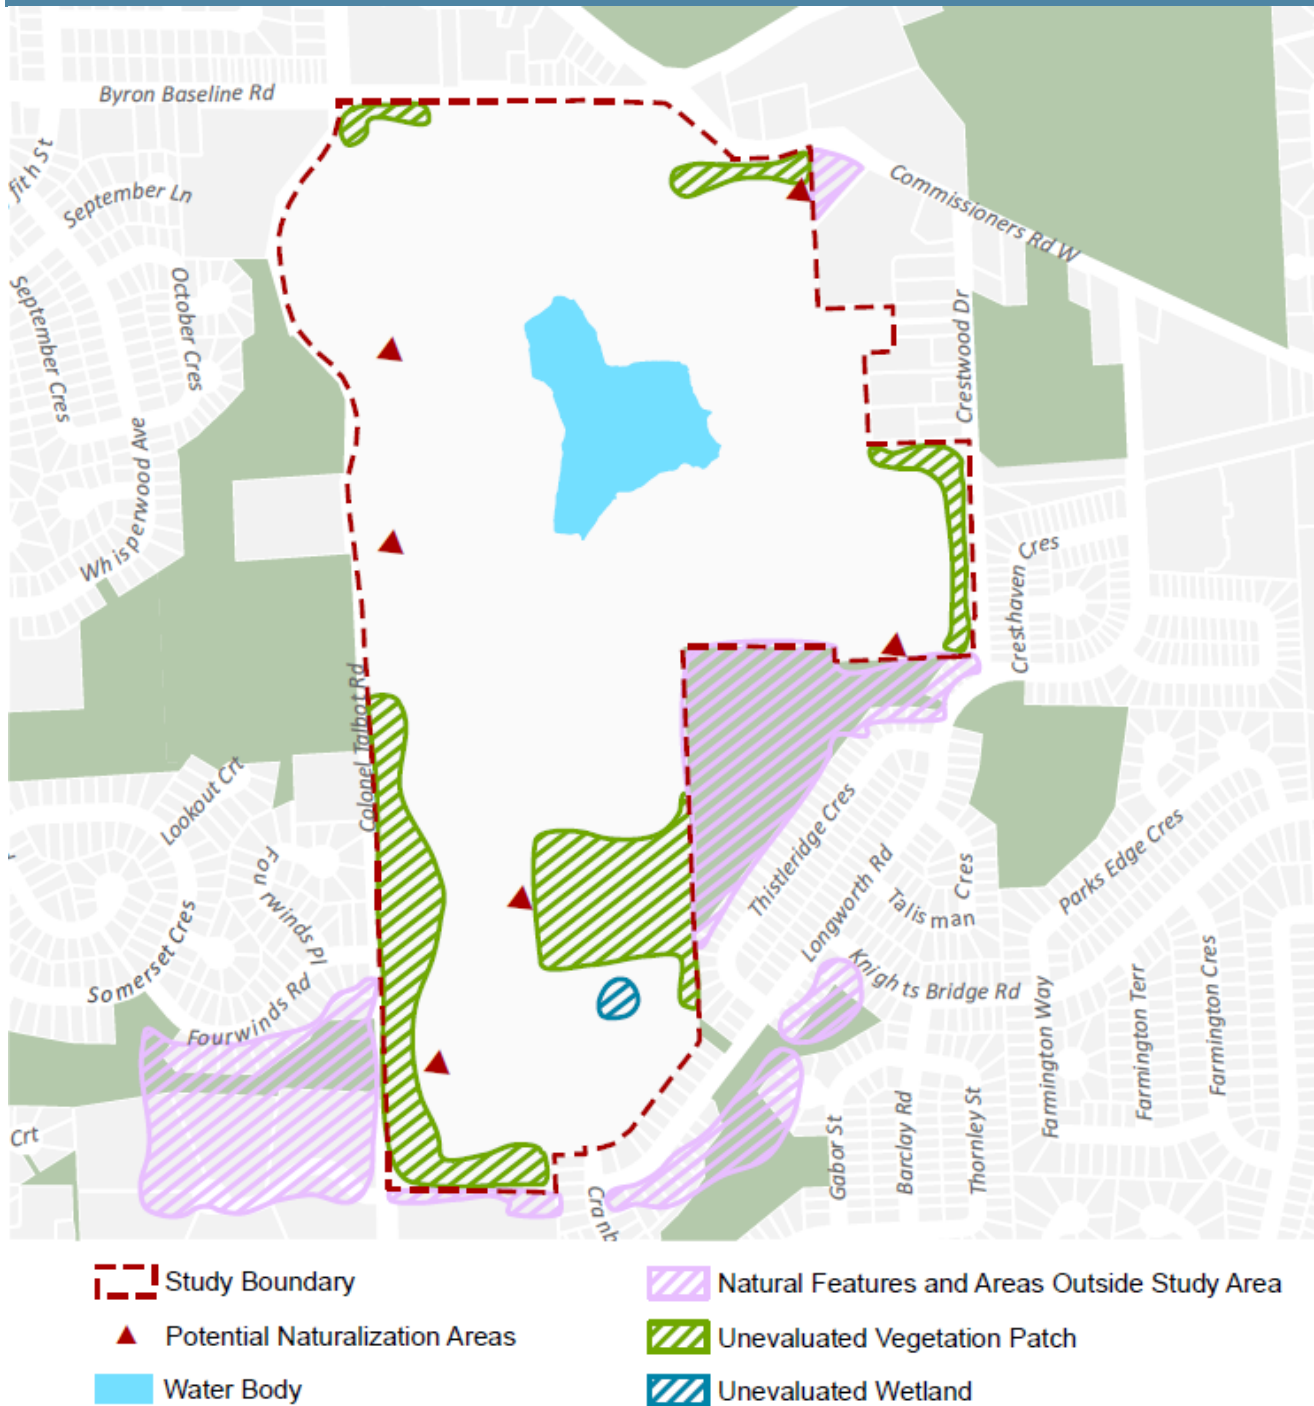 Byron Baseline Rd
fith St
September Ln
Commissioners Rd W
October Cres
September Cres
Crestwood Dr
Whisperwood Ave
Cres
Cresthaven
Colonel Talbot Rd
Lookout Crt
Thistleridge Cres
Parks Edge Cres
Longworth Rd
Cres
Talisman
Four
rwinds Pl
Somerset Cres
Fourwinds Rd
Knights Bridge Rd
Farmington Way
Farmington Terr
Farmington Cres
Crt
Gabor St
Barclay Rd
Thornley St
Cranb
Study Boundary
Natural Features and Areas Outside Study Area
Potential Naturalization Areas
Unevaluated Vegetation Patch
Water Body
Unevaluated Wetland